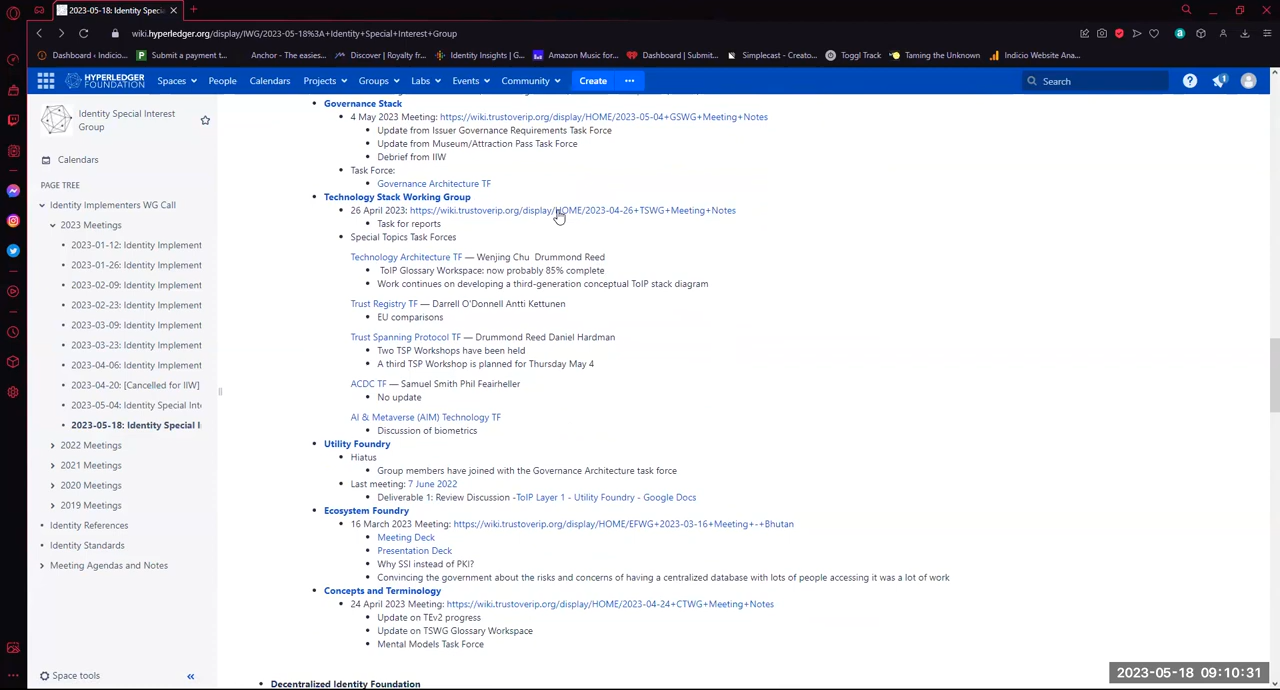 2023-05-18: Identity Specia
wiki.hyperledger.org/display/IWG/2023-05-18%3A+Identity+Special+Interest+Group
Dashboard ‹ Indicio... Submit a payment t... Anchor - The easies... Discover | Royalty fr... Identity Insights | G... Amazon Music for... Dashboard | Submit... Simplecast - Creato... Toggl Track Taming the Unknown Indicio Website Ana...
HYPERLEDGER FOUNDATION Spaces People Calendars Projects Groups Labs Events Community Create ··· Search
Identity Special Interest
Group
Calendars
PAGE TREE
Identity Implementers WG Call
2023 Meetings
2023-01-12: Identity Implement
2023-01-26: Identity Implement
2023-02-09: Identity Implement
2023-02-23: Identity Implement
2023-03-09: Identity Implement
2023-03-23: Identity Implement
2023-04-06: Identity Implement
2023-04-20: [Cancelled for IIW]
2023-05-04: Identity Special Int
2023-05-18: Identity Special I
2022 Meetings
2021 Meetings
2020 Meetings
2019 Meetings
Identity References
Identity Standards
Meeting Agendas and Notes
Space tools
Governance Stack
4 May 2023 Meeting: https://wiki.trustoverip.org/display/HOME/2023-05-04+GSWG+Meeting+Notes
Update from Issuer Governance Requirements Task Force
Update from Museum/Attraction Pass Task Force
Debrief from IIW
Task Force:
Governance Architecture TF
Technology Stack Working Group
26 April 2023: https://wiki.trustoverip.org/display/HOME/2023-04-26+TSWG+Meeting+Notes
Task for reports
Special Topics Task Forces
Technology Architecture TF — Wenjing Chu Drummond Reed
ToIP Glossary Workspace: now probably 85% complete
Work continues on developing a third-generation conceptual ToIP stack diagram
Trust Registry TF — Darrell O'Donnell Antti Kettunen
EU comparisons
Trust Spanning Protocol TF — Drummond Reed Daniel Hardman
Two TSP Workshops have been held
A third TSP Workshop is planned for Thursday May 4
ACDC TF — Samuel Smith Phil Feairheller
No update
AI & Metaverse (AIM) Technology TF
Discussion of biometrics
Utility Foundry
Hiatus
Group members have joined with the Governance Architecture task force
Last meeting: 7 June 2022
Deliverable 1: Review Discussion -ToIP Layer 1 - Utility Foundry - Google Docs
Ecosystem Foundry
16 March 2023 Meeting: https://wiki.trustoverip.org/display/HOME/EFWG+2023-03-16+Meeting+-+Bhutan
Meeting Deck
Presentation Deck
Why SSI instead of PKI?
Convincing the government about the risks and concerns of having a centralized database with lots of people accessing it was a lot of work
Concepts and Terminology
24 April 2023 Meeting: https://wiki.trustoverip.org/display/HOME/2023-04-24+CTWG+Meeting+Notes
Update on TEv2 progress
Update on TSWG Glossary Workspace
Mental Models Task Force
Decentralized Identity Foundation
2023-05-18 09:10:31